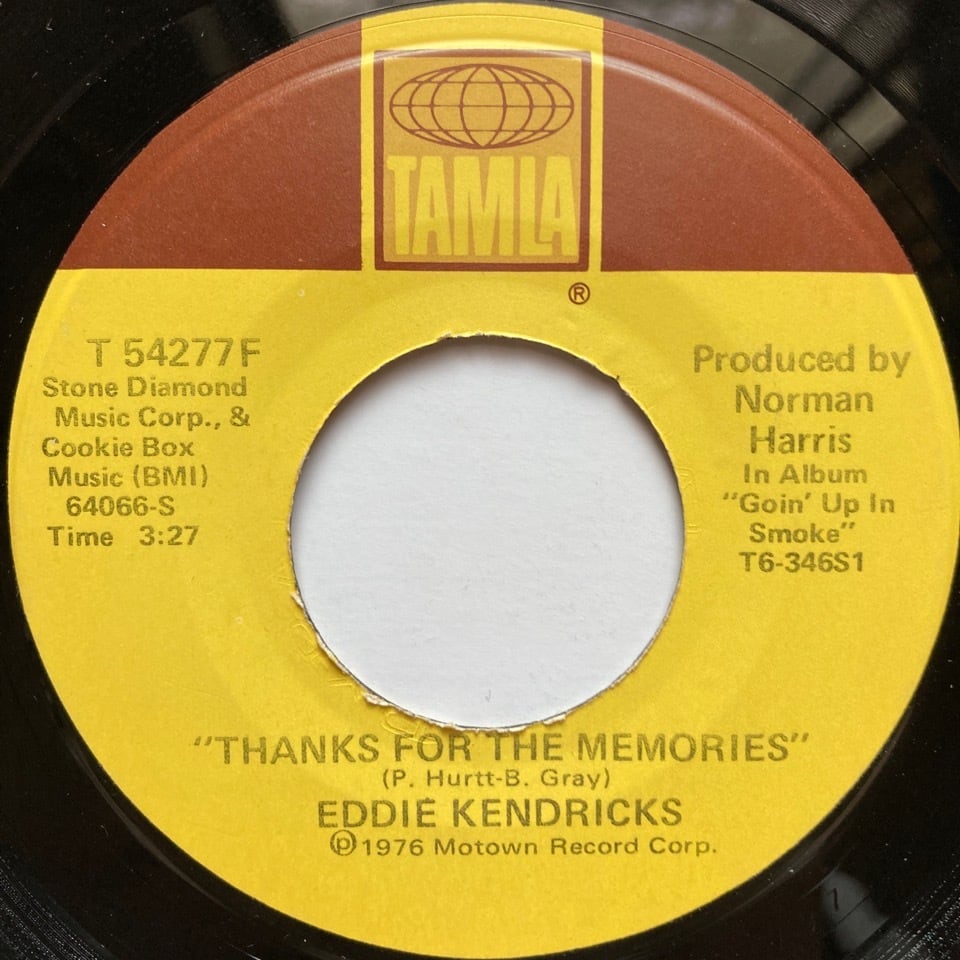 TAMLA
®
T 54277F
Stone Diamond
Music Corp., &
Cookie Box
Music (BMI)
64066-S
Time 3:27
Produced by
Norman
Harris
In Album
"Goin' Up In
Smoke"
T6-346S1
"THANKS FOR THE MEMORIES"
(P. Hurtt-B. Gray)
EDDIE KENDRICKS
℗1976 Motown Record Corp.